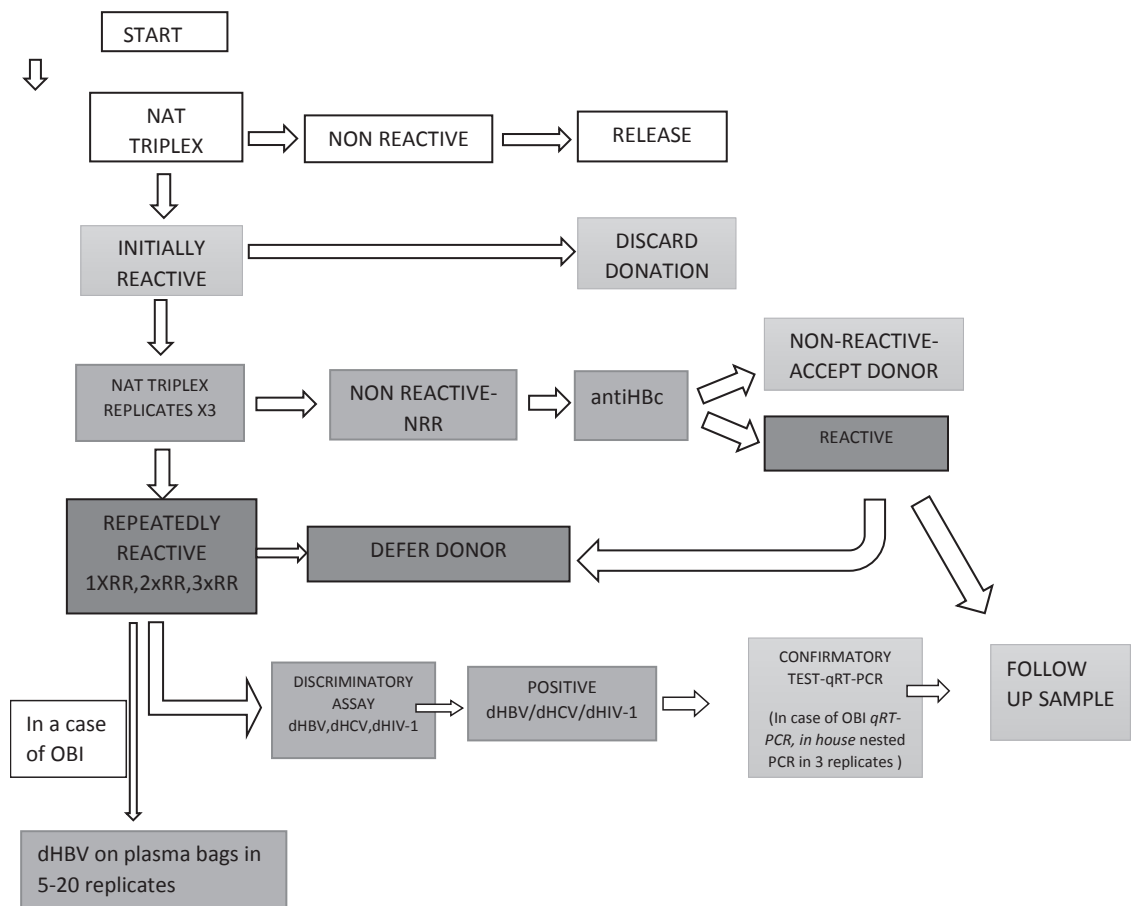 START
NAT
TRIPLEX
NON REACTIVE
RELEASE
INITIALLY
REACTIVE
DISCARD
DONATION
NAT TRIPLEX
REPLICATES X3
NON REACTIVE-
NRR
antiHBc
NON-REACTIVE-
ACCEPT DONOR
REACTIVE
REPEATEDLY
REACTIVE
1XRR,2xRR,3xRR
DEFER DONOR
In a case
of OBI
DISCRIMINATORY
ASSAY
dHBV,dHCV,dHIV-1
POSITIVE
dHBV/dHCV/dHIV-1
CONFIRMATORY
TEST-qRT-PCR
(In case of OBI qRT-
PCR, in house nested
PCR in 3 replicates )
FOLLOW
UP SAMPLE
dHBV on plasma bags in
5-20 replicates